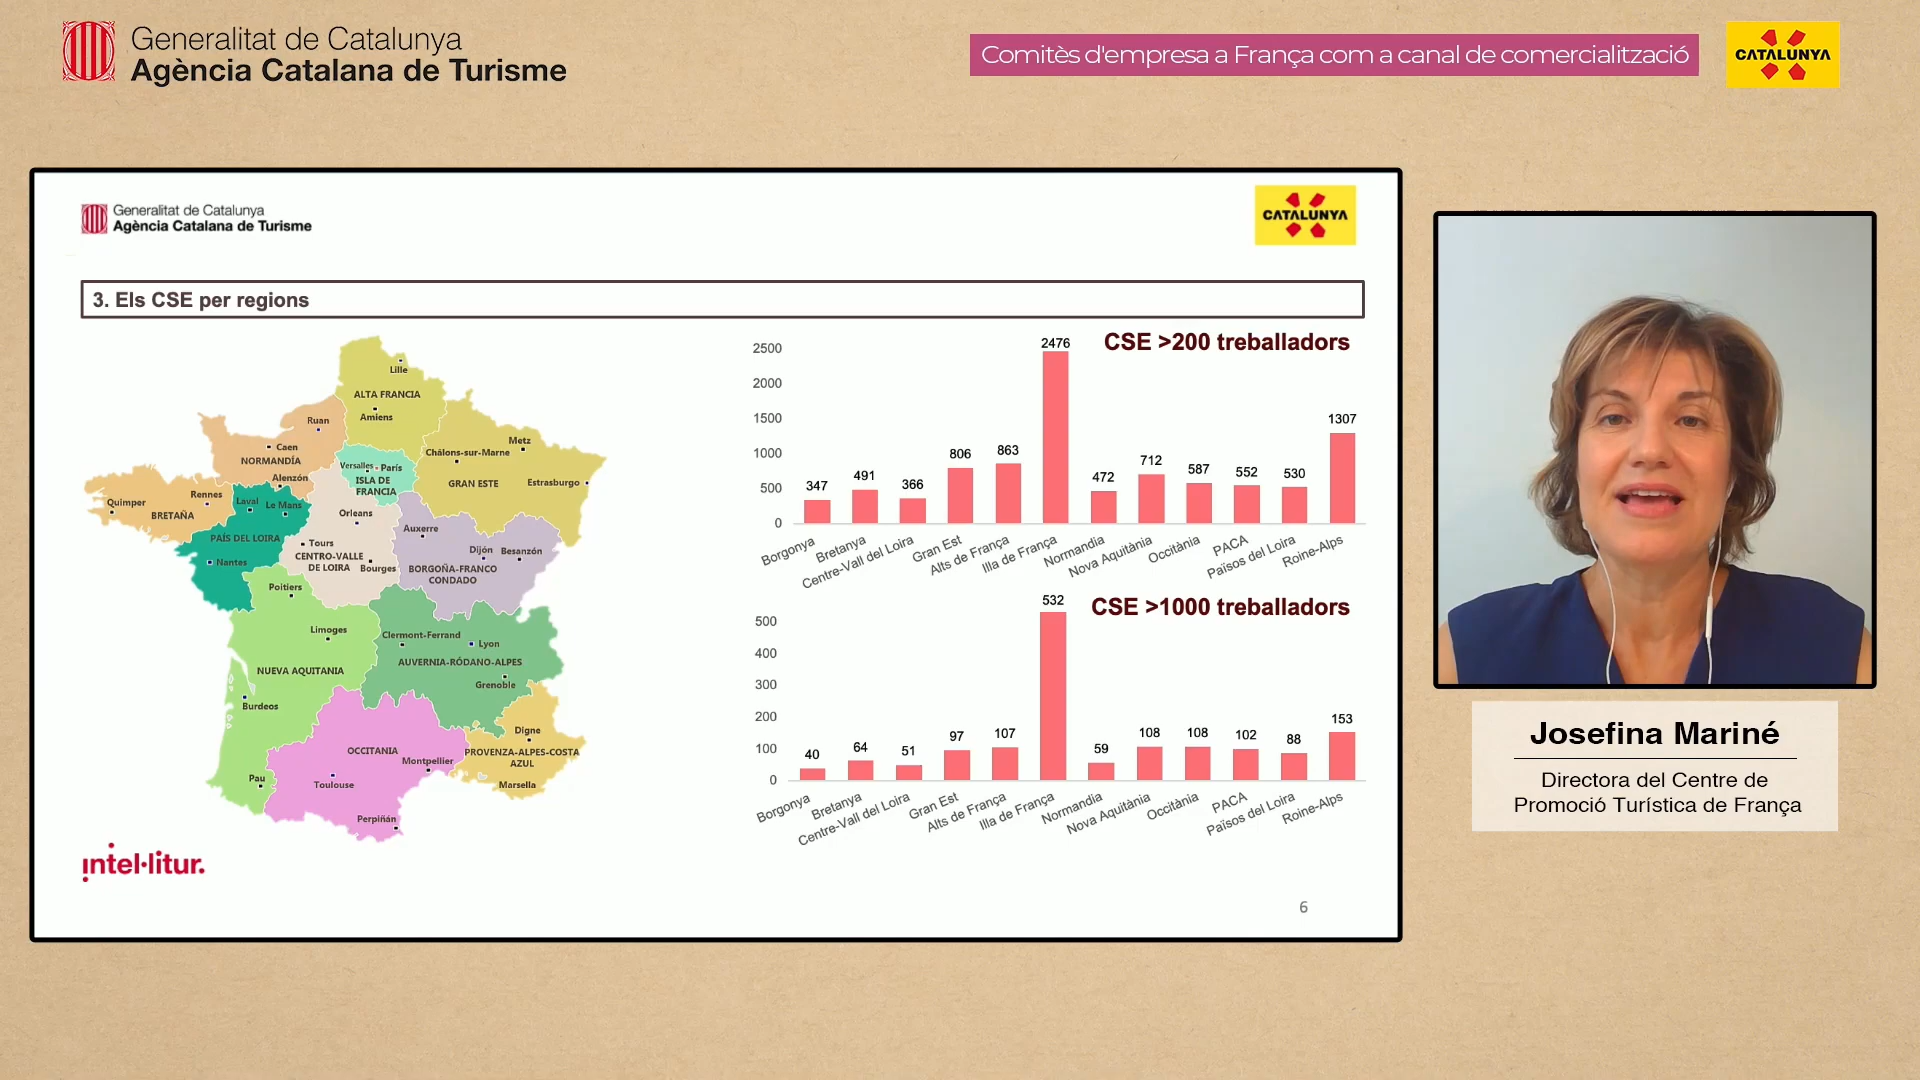 Generalitat de Catalunya
Agència Catalana de Turisme
Comitès d'empresa a França com a canal de comercialització
CATALUNYA
Generalitat de Catalunya
Agència Catalana de Turisme
CATALUNYA
3. Els CSE per regions
Lille
ALTA FRANCIA
Amiens
Ruan
Caen
NORMANDÍA
Alenzón
Versalles
París
ISLA DE
FRANCIA
Metz
Châlons-sur-Marne
GRAN ESTE
Estrasburgo
Quimper
Rennes
BRETAÑA
Laval
Le Mans
PAÍS DEL LOIRA
Nantes
Orleans
Tours
CENTRO-VALLE
DE LOIRA
Bourges
Auxerre
Dijón
Besanzón
BORGOÑA-FRANCO
CONDADO
Poitiers
Limoges
NUEVA AQUITANIA
Burdeos
Pau
Clermont-Ferrand
Lyon
AUVERNIA-RÓDANO-ALPES
Grenoble
OCCITANIA
Montpellier
Toulouse
Perpiñán
Digne
PROVENZA-ALPES-COSTA
AZUL
Marsella
CSE >200 treballadors
2500
2000
1500
1000
500
0
347
491
366
806
863
2476
472
712
587
552
530
1307
Borgonya
Bretanya
Centre-Vall del Loira
Gran Est
Alts de França
Illa de França
Normandia
Nova Aquitània
Occitània
PACA
Països del Loira
Roine-Alps
CSE >1000 treballadors
500
400
300
200
100
0
40
64
51
97
107
532
59
108
108
102
88
153
Borgonya
Bretanya
Centre-Vall del Loira
Gran Est
Alts de França
Illa de França
Normandia
Nova Aquitània
Occitània
PACA
Països del Loira
Roine-Alps
intel·litur.
6
Josefina Mariné
Directora del Centre de
Promoció Turística de França